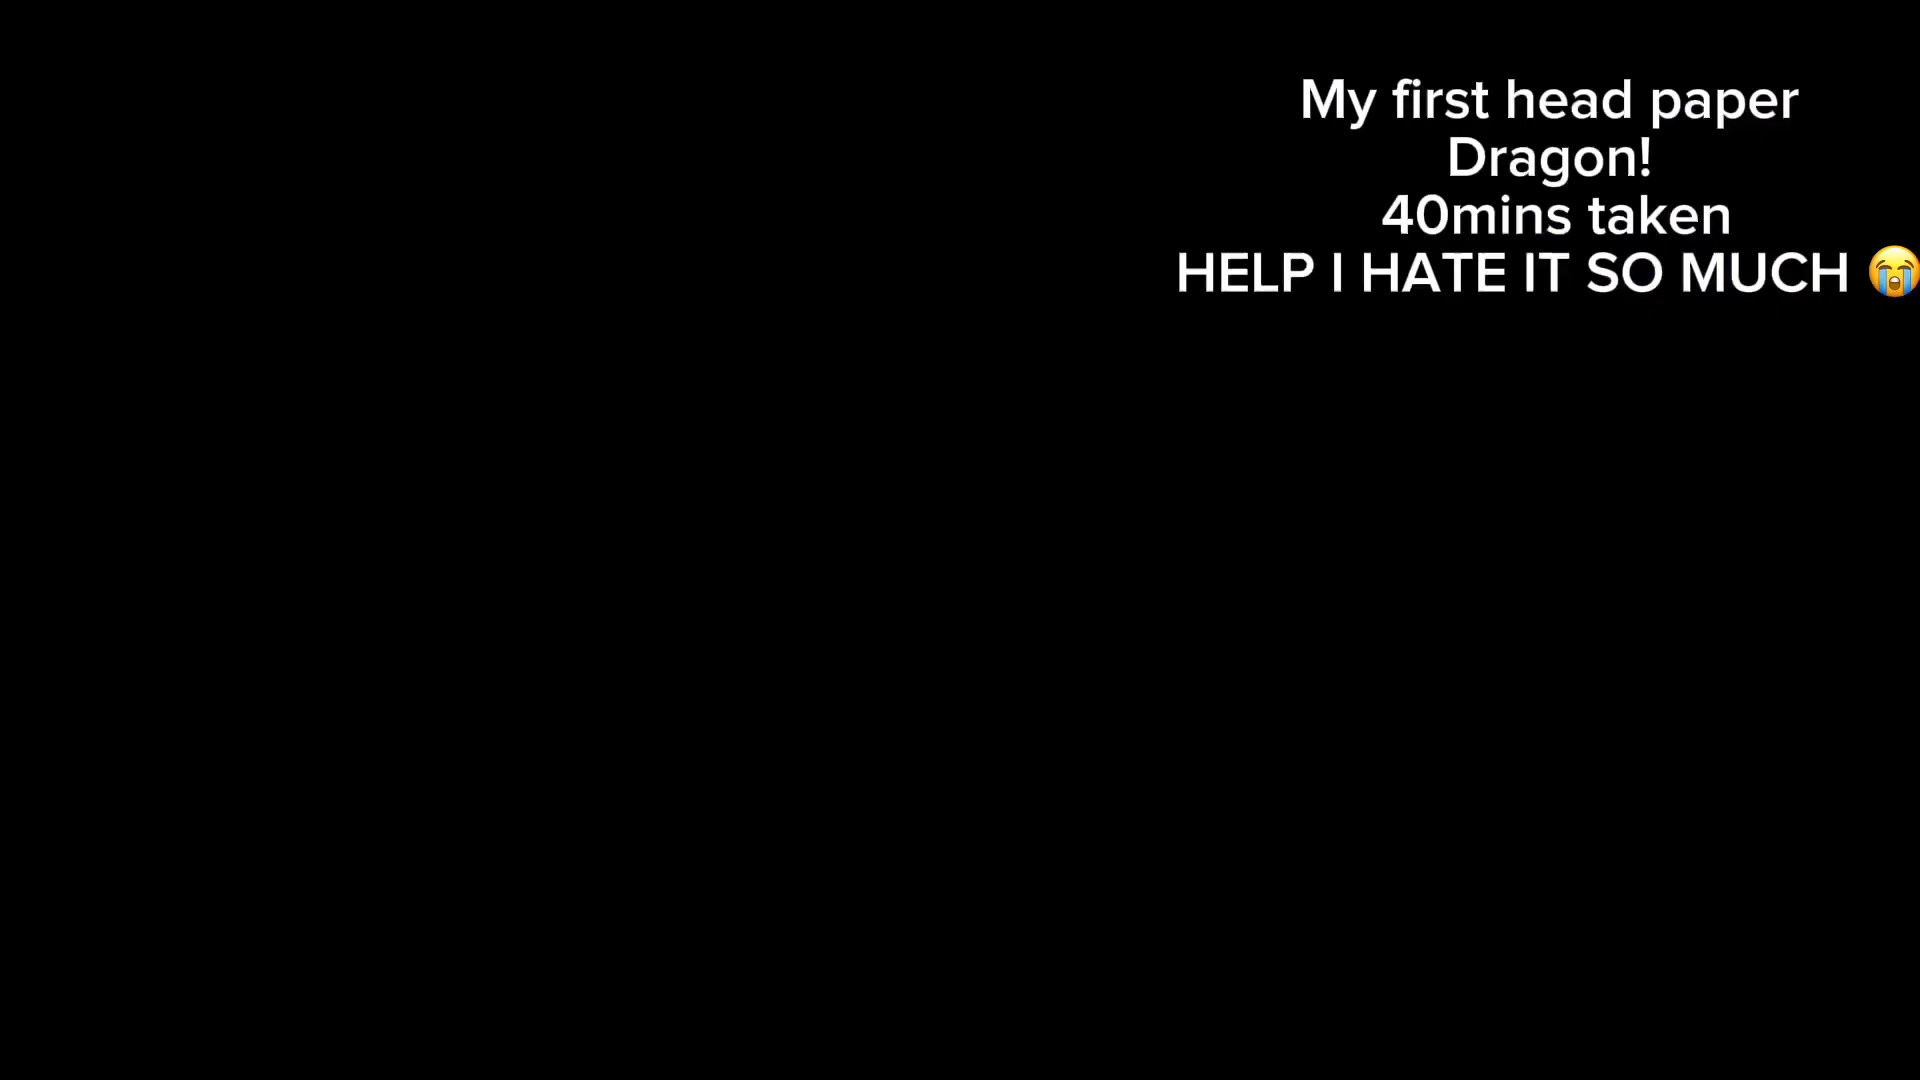 My first head paper
Dragon!
40mins taken
HELP I HATE IT SO MUCH 😭